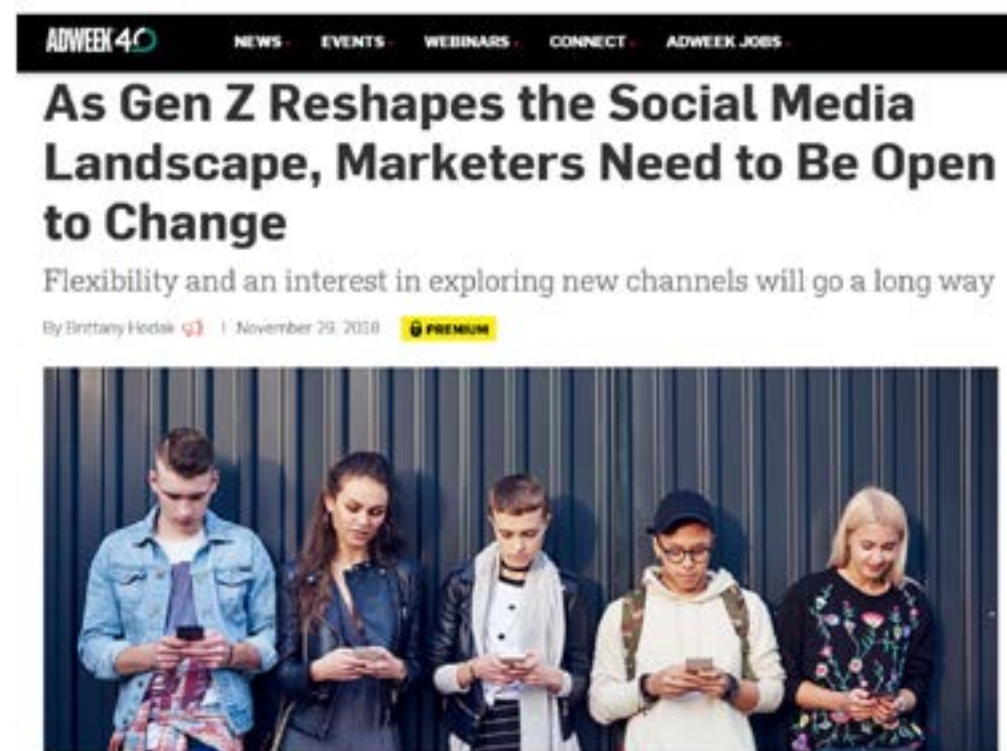 ADWEEK 40 NEWS EVENTS WEBINARS CONNECT ADWEEK JOBS
As Gen Z Reshapes the Social Media
Landscape, Marketers Need to Be Open
to Change
Flexibility and an interest in exploring new channels will go a long way
By Brittany Hodak | November 29, 2018 PREMIUM